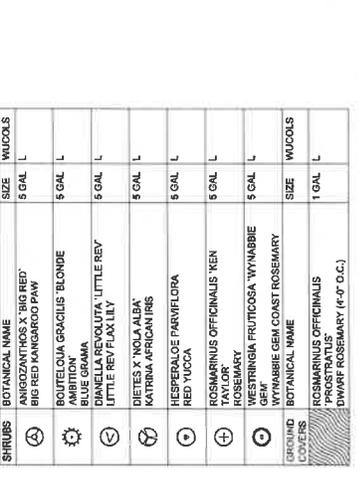 SHRUBS BOTANICAL NAME SIZE WUCOLS
ANIGOZANTHOS X 'BIG RED' 5 GAL L
BIG RED KANGAROO PAW
BOUTELOUA GRACILIS 'BLONDE 5 GAL L
AMBITION'
BLUE GRAMA
DIANELLA REVOLUTA 'LITTLE REV' 5 GAL L
LITTLE REV FLAX LILY
DIETES X 'NOLA ALBA' 5 GAL L
KATRINA AFRICAN IRIS
HESPERALOE PARVIFLORA 5 GAL L
RED YUCCA
ROSMARINUS OFFICINALIS 'KEN 5 GAL L
TAYLOR'
ROSEMARY
WESTRINGIA FRUTICOSA 'WYNABBIE 5 GAL L
GEM'
WYNABBIE GEM COAST ROSEMARY
GROUND BOTANICAL NAME SIZE WUCOLS
COVERS
ROSMARINUS OFFICINALIS 1 GAL L
'PROSTRATUS'
DWARF ROSEMARY (4'-0" O.C.)